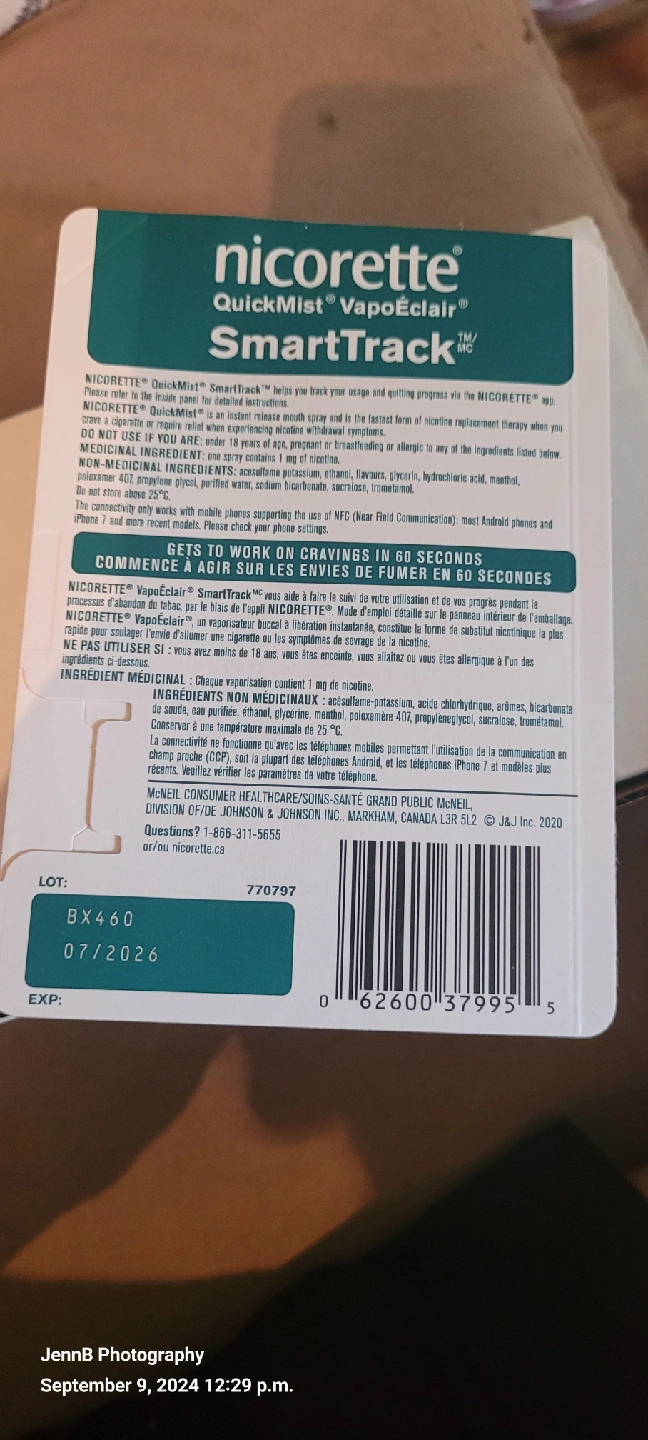 nicorette®
QuickMist® VapoÉclair®
SmartTrack TM/MC
NICORETTE® QuickMist® SmartTrack™ helps you track your usage and quitting progress via the NICORETTE® app.
Please refer to the inside panel for detailed instructions.
NICORETTE® QuickMist® is an instant release mouth spray and is the fastest form of nicotine replacement therapy when you
crave a cigarette or require relief when experiencing nicotine withdrawal symptoms.
DO NOT USE IF YOU ARE: under 18 years of age, pregnant or breastfeeding or allergic to any of the ingredients listed below.
MEDICINAL INGREDIENT: one spray contains 1 mg of nicotine.
NON-MEDICINAL INGREDIENTS: acesulfame potassium, ethanol, flavours, glycerin, hydrochloric acid, menthol,
poloxamer 407, propylene glycol, purified water, sodium bicarbonate, sucralose, trometamol.
Do not store above 25°C.
The connectivity only works with mobile phones supporting the use of NFC (Near Field Communication): most Android phones and
iPhone 7 and more recent models. Please check your phone settings.
GETS TO WORK ON CRAVINGS IN 60 SECONDS
COMMENCE À AGIR SUR LES ENVIES DE FUMER EN 60 SECONDES
NICORETTE® VapoÉclair® SmartTrack MC vous aide à faire le suivi de votre utilisation et de vos progrès pendant le
processus d'abandon du tabac, par le biais de l'appli NICORETTE®. Mode d'emploi détaillé sur le panneau intérieur de l'emballage.
NICORETTE® VapoÉclair®, un vaporisateur buccal à libération instantanée, constitue la forme de substitut nicotinique la plus
rapide pour soulager l'envie d'allumer une cigarette ou les symptômes de sevrage de la nicotine.
NE PAS UTILISER SI : vous avez moins de 18 ans, vous êtes enceinte, vous allaitez ou vous êtes allergique à l'un des
ingrédients ci-dessous.
INGRÉDIENT MÉDICINAL : Chaque vaporisation contient 1 mg de nicotine.
INGRÉDIENTS NON MÉDICINAUX : acésulfame-potassium, acide chlorhydrique, arômes, bicarbonate
de soude, eau purifiée, éthanol, glycérine, menthol, poloxamère 407, propylèneglycol, sucralose, trométamol.
Conserver à une température maximale de 25 °C.
La connectivité ne fonctionne qu'avec les téléphones mobiles permettant l'utilisation de la communication en
champ proche (CCP), soit la plupart des téléphones Android, et les téléphones iPhone 7 et modèles plus
récents. Veuillez vérifier les paramètres de votre téléphone.
McNEIL CONSUMER HEALTHCARE/SOINS-SANTÉ GRAND PUBLIC McNEIL,
DIVISION OF/DE JOHNSON & JOHNSON INC., MARKHAM, CANADA L3R 5L2 © J&J Inc. 2020
Questions? 1-866-311-5655
or/ou nicorette.ca
LOT:
770797
BX460
07/2026
EXP:
0 62600 37995 5
JennB Photography
September 9, 2024 12:29 p.m.